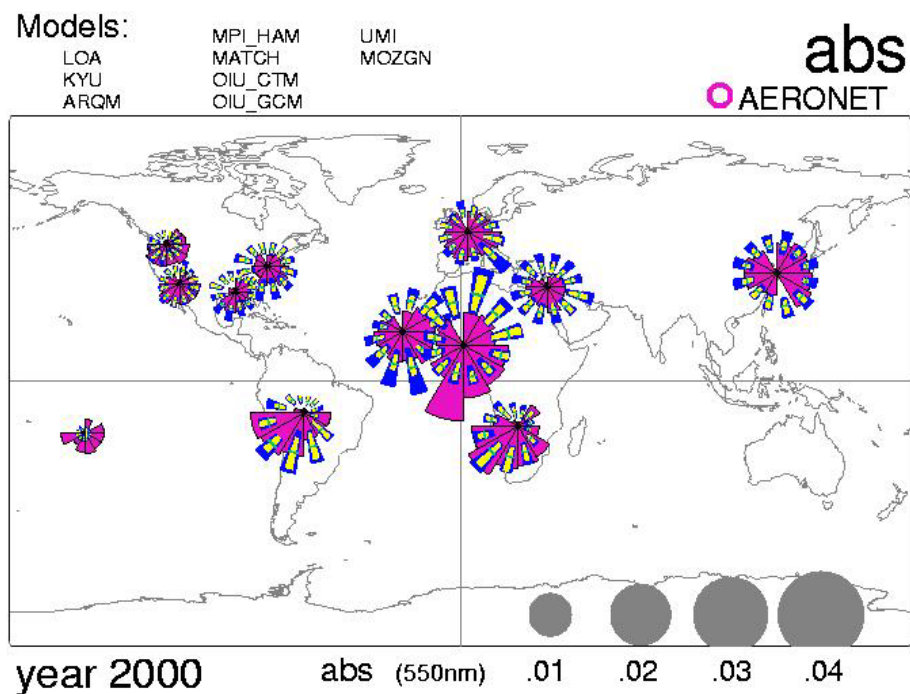 Models:
MPI_HAM UMI
LOA MATCH MOZGN
KYU OIU_CTM
ARQM OIU_GCM
abs
AERONET
year 2000 abs (550nm) .01 .02 .03 .04